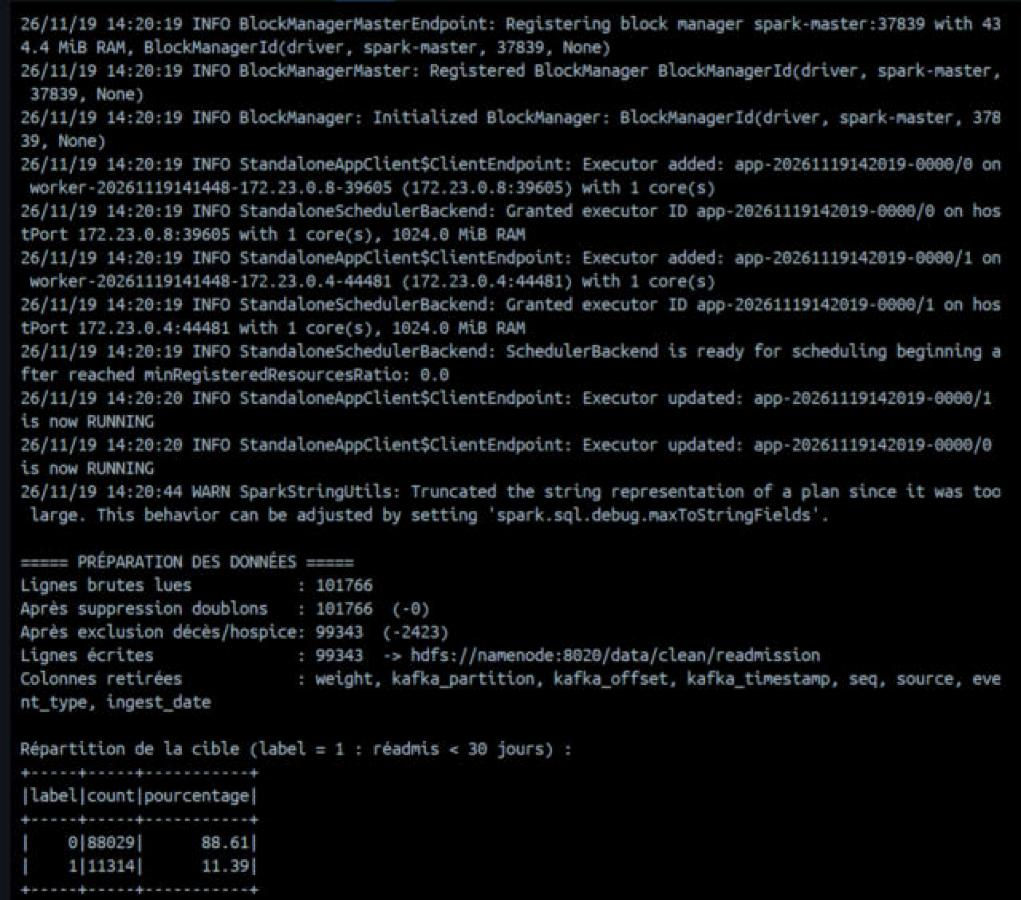 26/11/19 14:20:19 INFO BlockManagerMasterEndpoint: Registering block manager spark-master:37839 with 43
4.4 MiB RAM, BlockManagerId(driver, spark-master, 37839, None)
26/11/19 14:20:19 INFO BlockManagerMaster: Registered BlockManager BlockManagerId(driver, spark-master,
 37839, None)
26/11/19 14:20:19 INFO BlockManager: Initialized BlockManager: BlockManagerId(driver, spark-master, 378
39, None)
26/11/19 14:20:19 INFO StandaloneAppClient$ClientEndpoint: Executor added: app-20261119142019-0000/0 on
 worker-20261119141448-172.23.0.8-39605 (172.23.0.8:39605) with 1 core(s)
26/11/19 14:20:19 INFO StandaloneSchedulerBackend: Granted executor ID app-20261119142019-0000/0 on hos
tPort 172.23.0.8:39605 with 1 core(s), 1024.0 MiB RAM
26/11/19 14:20:19 INFO StandaloneAppClient$ClientEndpoint: Executor added: app-20261119142019-0000/1 on
 worker-20261119141448-172.23.0.4-44481 (172.23.0.4:44481) with 1 core(s)
26/11/19 14:20:19 INFO StandaloneSchedulerBackend: Granted executor ID app-20261119142019-0000/1 on hos
tPort 172.23.0.4:44481 with 1 core(s), 1024.0 MiB RAM
26/11/19 14:20:19 INFO StandaloneSchedulerBackend: SchedulerBackend is ready for scheduling beginning a
fter reached minRegisteredResourcesRatio: 0.0
26/11/19 14:20:20 INFO StandaloneAppClient$ClientEndpoint: Executor updated: app-20261119142019-0000/1
is now RUNNING
26/11/19 14:20:20 INFO StandaloneAppClient$ClientEndpoint: Executor updated: app-20261119142019-0000/0
is now RUNNING
26/11/19 14:20:44 WARN SparkStringUtils: Truncated the string representation of a plan since it was too
 large. This behavior can be adjusted by setting 'spark.sql.debug.maxToStringFields'.

===== PRÉPARATION DES DONNÉES =====
Lignes brutes lues           : 101766
Après suppression doublons   : 101766  (-0)
Après exclusion décès/hospice: 99343  (-2423)
Lignes écrites               : 99343  -> hdfs://namenode:8020/data/clean/readmission
Colonnes retirées            : weight, kafka_partition, kafka_offset, kafka_timestamp, seq, source, eve
nt_type, ingest_date

Répartition de la cible (label = 1 : réadmis < 30 jours) :
+-----+-----+-----------+
|label|count|pourcentage|
+-----+-----+-----------+
|    0|88029|      88.61|
|    1|11314|      11.39|
+-----+-----+-----------+